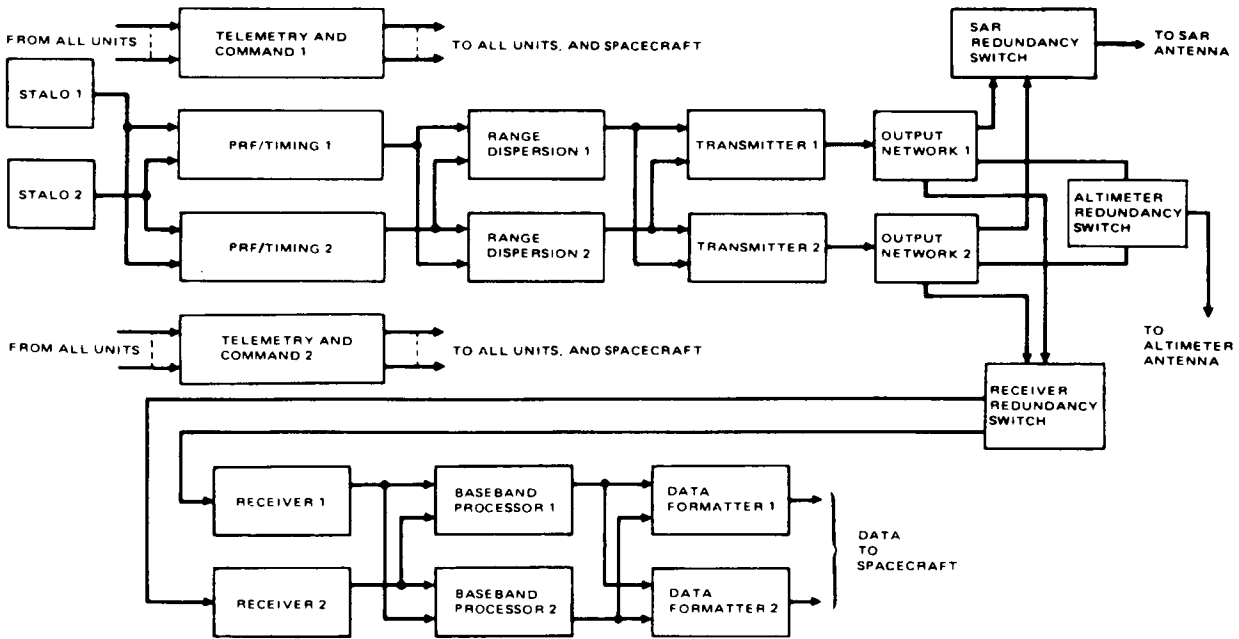 FROM ALL UNITS
TELEMETRY AND
COMMAND 1
TO ALL UNITS, AND SPACECRAFT
SAR
REDUNDANCY
SWITCH
TO SAR
ANTENNA
STALO 1
STALO 2
PRF/TIMING 1
PRF/TIMING 2
RANGE
DISPERSION 1
RANGE
DISPERSION 2
TRANSMITTER 1
TRANSMITTER 2
OUTPUT
NETWORK 1
OUTPUT
NETWORK 2
ALTIMETER
REDUNDANCY
SWITCH
TO
ALTIMETER
ANTENNA
FROM ALL UNITS
TELEMETRY AND
COMMAND 2
TO ALL UNITS, AND SPACECRAFT
RECEIVER
REDUNDANCY
SWITCH
RECEIVER 1
RECEIVER 2
BASEBAND
PROCESSOR 1
BASEBAND
PROCESSOR 2
DATA
FORMATTER 1
DATA
FORMATTER 2
DATA
TO
SPACECRAFT